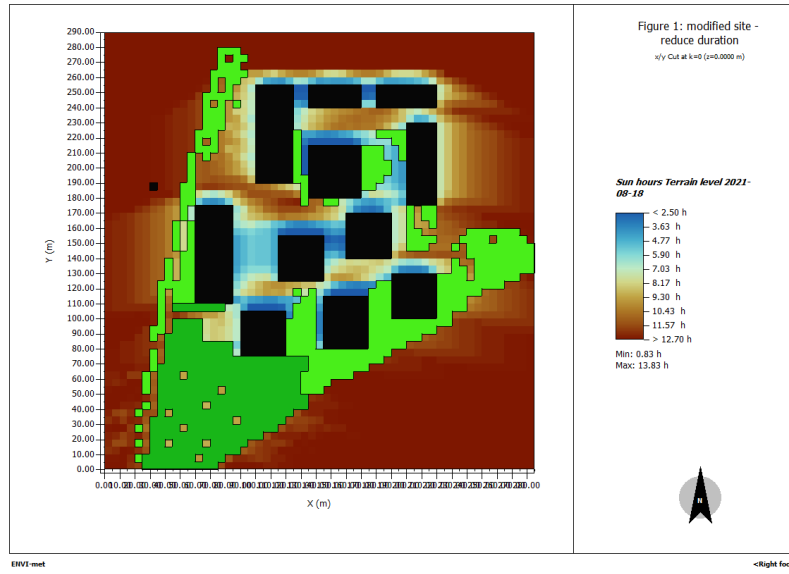 Figure 1: modified site -
reduce duration
x/y Cut at k=0 (z=0.0000 m)
290.00
280.00
270.00
260.00
250.00
240.00
230.00
220.00
210.00
200.00
190.00
180.00
170.00
160.00
150.00
140.00
130.00
120.00
110.00
100.00
90.00
80.00
70.00
60.00
50.00
40.00
30.00
20.00
10.00
0.00
Y (m)
X (m)
Sun hours Terrain level 2021-
08-18
< 2.50 h
3.63 h
4.77 h
5.90 h
7.03 h
8.17 h
9.30 h
10.43 h
11.57 h
> 12.70 h
Min: 0.83 h
Max: 13.83 h
N
ENVI-met
<Right foo